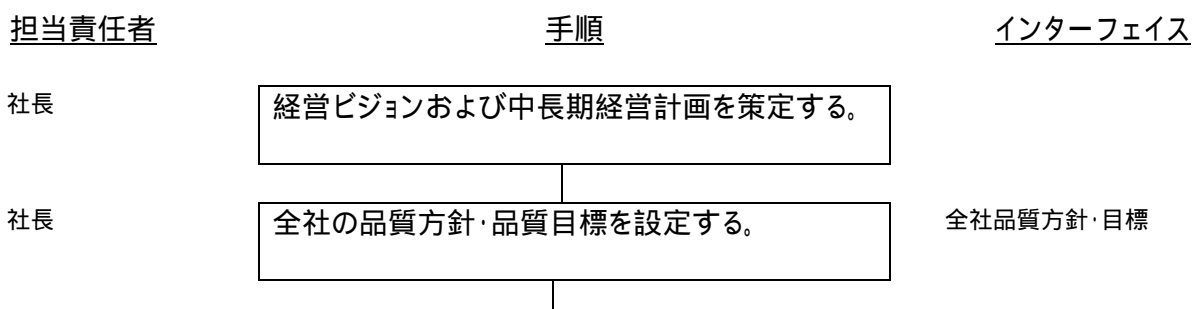 担当責任者 手順 インターフェイス
社長 経営ビジョンおよび中長期経営計画を策定する。
社長 全社の品質方針・品質目標を設定する。 全社品質方針・目標